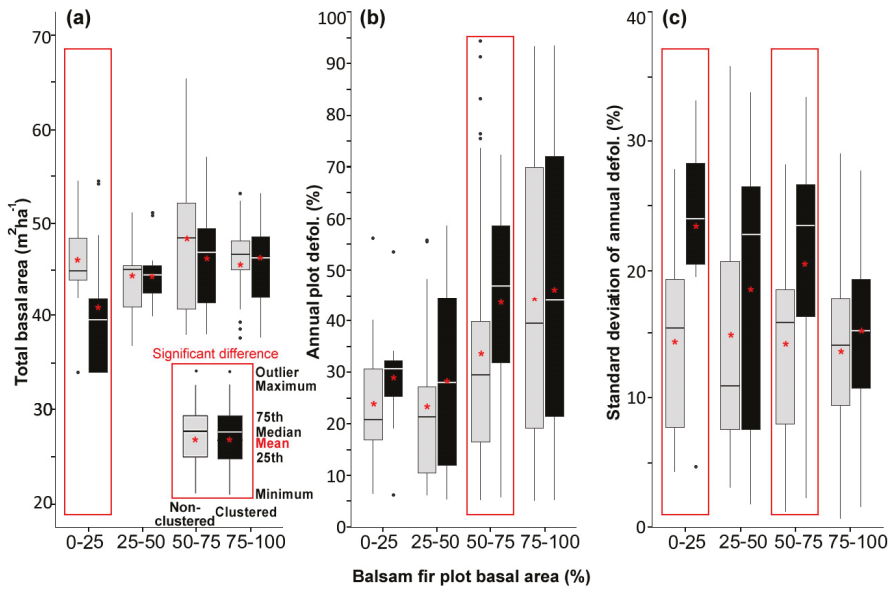 (a)
Total basal area (m²ha⁻¹)
70
60
50
40
30
20
0-25
25-50
50-75
75-100
Significant difference
Outlier
Maximum
75th
Median
Mean
25th
Minimum
Non-
clustered
Clustered
(b)
Annual plot defol. (%)
100
90
80
70
60
50
40
30
20
10
0
0-25
25-50
50-75
75-100
(c)
Standard deviation of annual defol. (%)
40
30
20
10
0
0-25
25-50
50-75
75-100
Balsam fir plot basal area (%)